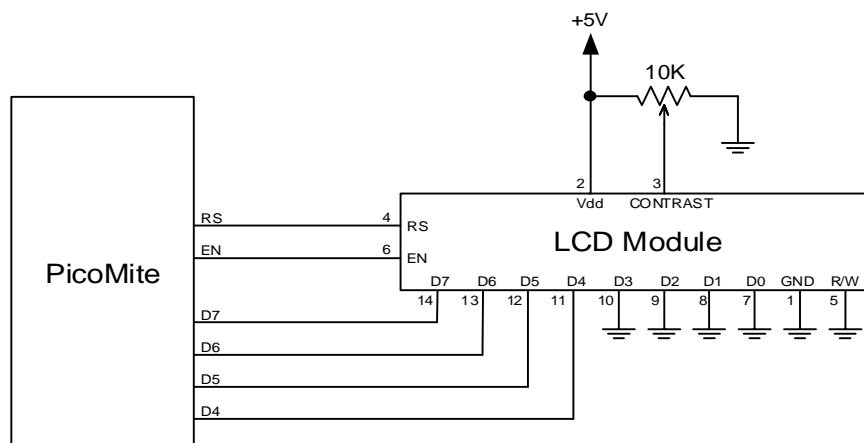 +5V
10K
2
3
Vdd
CONTRAST
RS
4
RS
LCD Module
EN
6
EN
PicoMite
D7
D6
D5
D4
D3
D2
D1
D0
GND
R/W
14
13
12
11
10
9
8
7
1
5
D7
D6
D5
D4